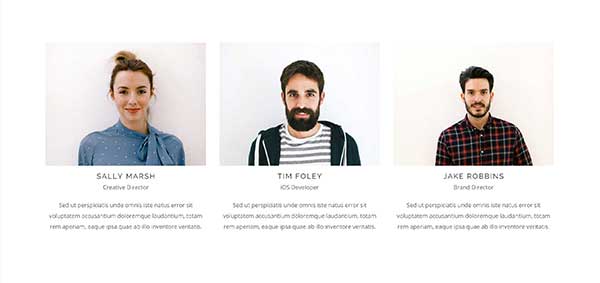 SALLY MARSH
Creative Director
Sed ut perspiciatis unde omnis iste natus error sit
voluptatem accusantium doloremque laudantium, totam
rem aperiam, eaque ipsa quae ab illo inventore veritatis.
TIM FOLEY
iOS Developer
Sed ut perspiciatis unde omnis iste natus error sit
voluptatem accusantium doloremque laudantium, totam
rem aperiam, eaque ipsa quae ab illo inventore veritatis.
JAKE ROBBINS
Brand Director
Sed ut perspiciatis unde omnis iste natus error sit
voluptatem accusantium doloremque laudantium, totam
rem aperiam, eaque ipsa quae ab illo inventore veritatis.